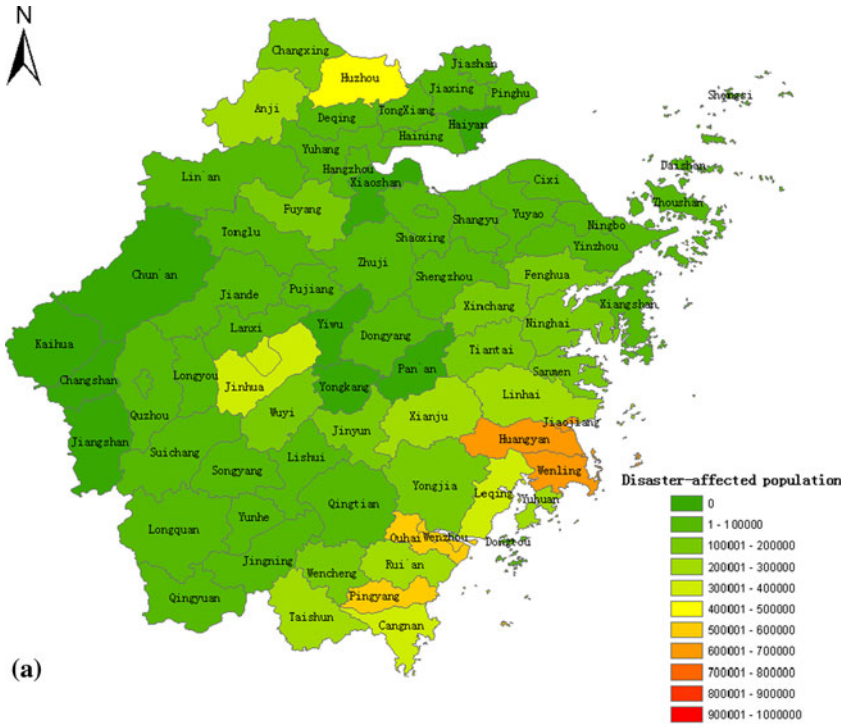 N
Changxing
Huzhou
Jiashan
Jiaxing
Pinghu
Anji
Deqing
TongXiang
Haiyan
Haining
Shengsi
Yuhang
Hangzhou
Xiaoshan
Lin'an
Fuyang
Cixi
Daishan
Thoushan
Tonglu
Shaoxing
Shangyu
Yuyao
Ningbo
Yinzhou
Chun'an
Zhuji
Shengzhou
Fenghua
Jiande
Pujiang
Xinchang
Xiangshan
Ninghai
Kaihua
Lanxi
Yiwu
Dongyang
Tiantai
Changshan
Longyou
Jinhua
Pan'an
Sanmen
Quzhou
Yongkang
Linhai
Wuyi
Xianju
Jiaojiang
Jiangshan
Jinyun
Huangyan
Suichang
Lishui
Wenling
Songyang
Yongjia
Leqing
Yuhuan
Qingtian
Longquan
Yunhe
Ouhai
Wenzhou
Dongtou
Jingning
Wencheng
Rui'an
Qingyuan
Pingyang
Taishun
Cangnan
Disaster-affected population
0
1 - 100000
100001 - 200000
200001 - 300000
300001 - 400000
400001 - 500000
500001 - 600000
600001 - 700000
700001 - 800000
800001 - 900000
900001 - 1000000
(a)